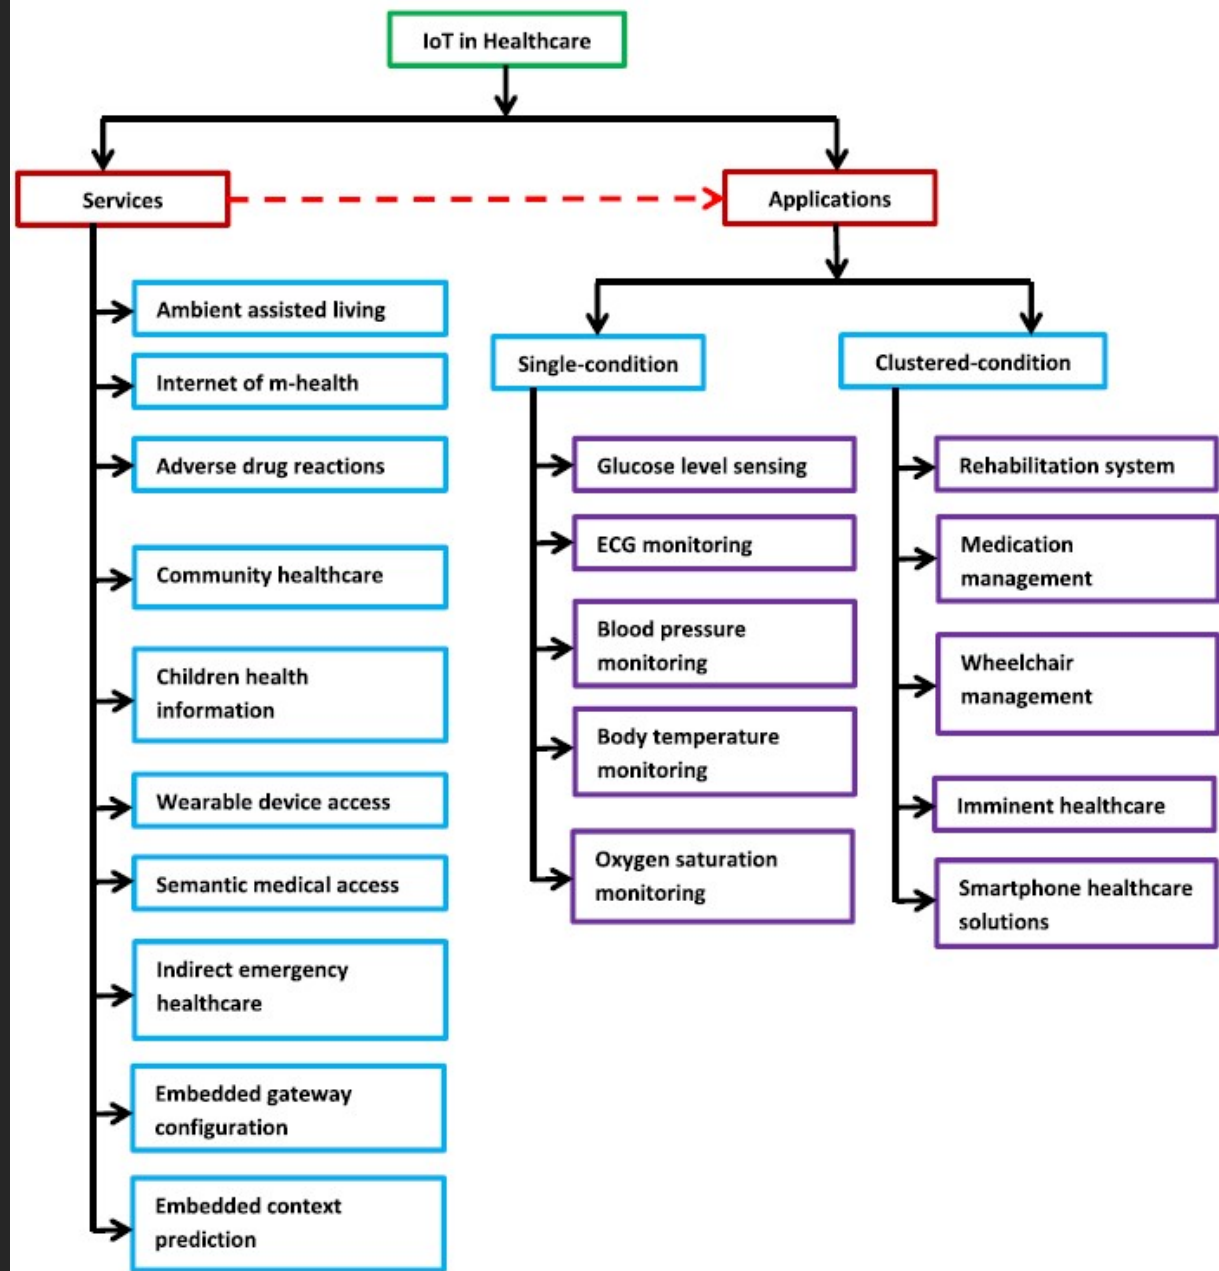 IoT in Healthcare
Services
Applications
Ambient assisted living
Internet of m-health
Adverse drug reactions
Community healthcare
Children health
information
Wearable device access
Semantic medical access
Indirect emergency
healthcare
Embedded gateway
configuration
Embedded context
prediction
Single-condition
Glucose level sensing
ECG monitoring
Blood pressure
monitoring
Body temperature
monitoring
Oxygen saturation
monitoring
Clustered-condition
Rehabilitation system
Medication
management
Wheelchair
management
Imminent healthcare
Smartphone healthcare
solutions